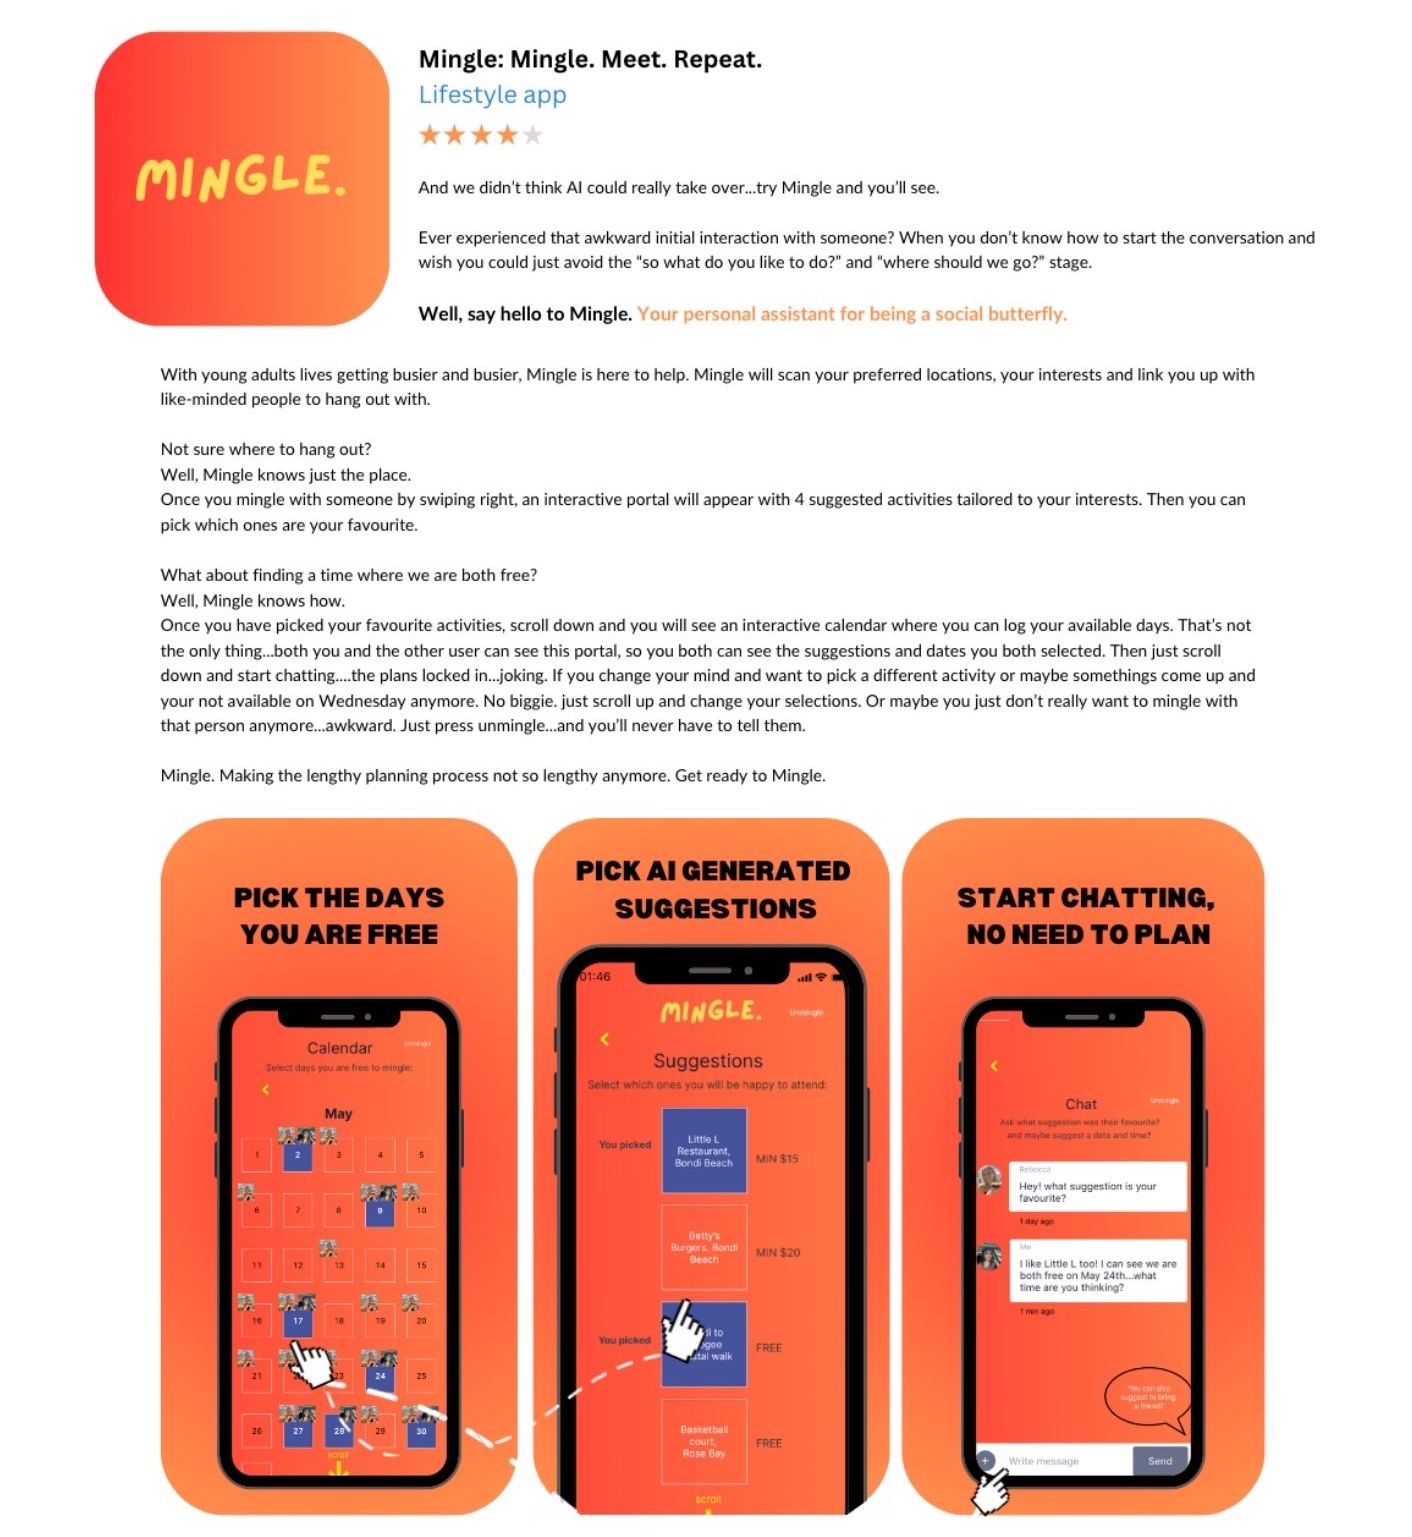 MINGLE.
Mingle: Mingle. Meet. Repeat.
Lifestyle app
And we didn't think AI could really take over...try Mingle and you'll see.
Ever experienced that awkward initial interaction with someone? When you don't know how to start the conversation and
wish you could just avoid the “so what do you like to do?” and “where should we go?” stage.
Well, say hello to Mingle. Your personal assistant for being a social butterfly.
With young adults lives getting busier and busier, Mingle is here to help. Mingle will scan your preferred locations, your interests and link you up with
like-minded people to hang out with.
Not sure where to hang out?
Well, Mingle knows just the place.
Once you mingle with someone by swiping right, an interactive portal will appear with 4 suggested activities tailored to your interests. Then you can
pick which ones are your favourite.
What about finding a time where we are both free?
Well, Mingle knows how.
Once you have picked your favourite activities, scroll down and you will see an interactive calendar where you can log your available days. That's not
the only thing...both you and the other user can see this portal, so you both can see the suggestions and dates you both selected. Then just scroll
down and start chatting....the plans locked in...joking. If you change your mind and want to pick a different activity or maybe somethings come up and
your not available on Wednesday anymore. No biggie. just scroll up and change your selections. Or maybe you just don't really want to mingle with
that person anymore...awkward. Just press unmingle...and you'll never have to tell them.
Mingle. Making the lengthy planning process not so lengthy anymore. Get ready to Mingle.
PICK THE DAYS
YOU ARE FREE
Calendar
Unmingle
Select days you are free to mingle:
May
1 2 3 4 5
6 7 8 9 10
11 12 13 14 15
16 17 18 19 20
21 23 24 25
26 27 28 29 30
scroll
PICK AI GENERATED
SUGGESTIONS
01:46
MINGLE.
Unmingle
Suggestions
Select which ones you will be happy to attend:
You picked
Little L
Restaurant,
Bondi Beach
MIN $15
Betty's
Burgers, Bondi
Beach
MIN $20
You picked
to
walk
FREE
Basketball
court,
Rose Bay
FREE
scroll
START CHATTING,
NO NEED TO PLAN
Chat
Unmingle
Ask what suggestion was their favourite?
and maybe suggest a date and time?
Rebecca
Hey! what suggestion is your
favourite?
1 day ago
Me
I like Little L too! I can see we are
both free on May 24th...what
time are you thinking?
1 min ago
You can also
suggest to bring
a friend?
+ Write message
Send